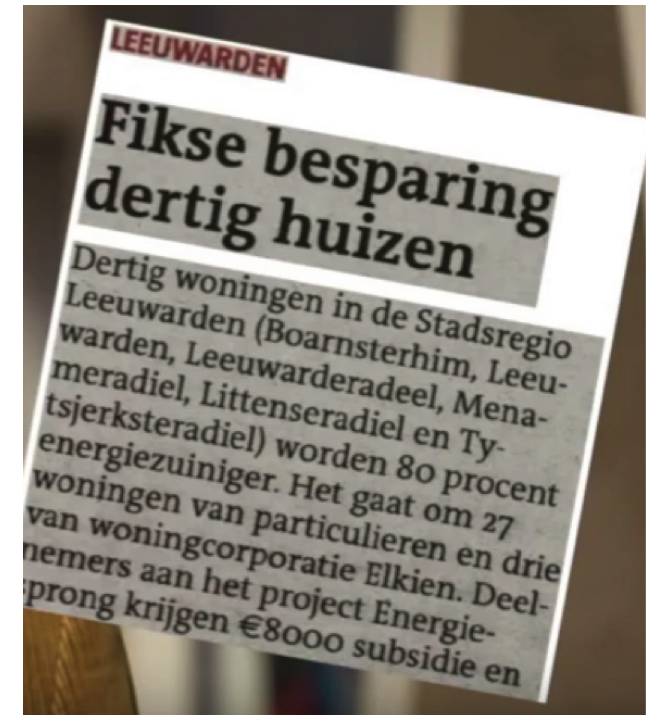 LEEUWARDEN
Fikse besparing
dertig huizen
Dertig woningen in de Stadsregio
Leeuwarden (Boarnsterhim, Leeu-
warden, Leeuwarderadeel, Mena-
meradiel, Littenseradiel en Ty-
tsjerksteradiel) worden 80 procent
energiezuiniger. Het gaat om 27
woningen van particulieren en drie
van woningcorporatie Elkien. Deel-
nemers aan het project Energie-
sprong krijgen €8000 subsidie en